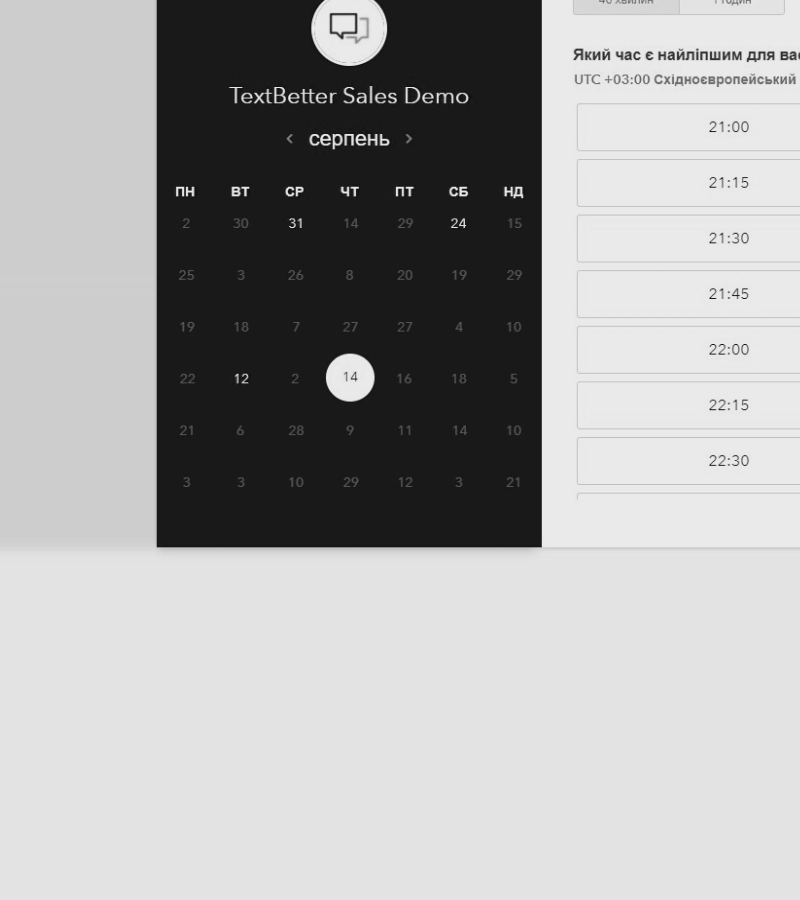 40 хвилин 1 годин
TextBetter Sales Demo
серпень
ПН ВТ СР ЧТ ПТ СБ НД
2 30 31 14 29 24 15
25 3 26 8 20 19 29
19 18 7 27 27 4 10
22 12 2 14 16 18 5
21 6 28 9 11 14 10
3 3 10 29 12 3 21
Який час є найліпшим для вас
UTC +03:00 Східноєвропейський
21:00
21:15
21:30
21:45
22:00
22:15
22:30